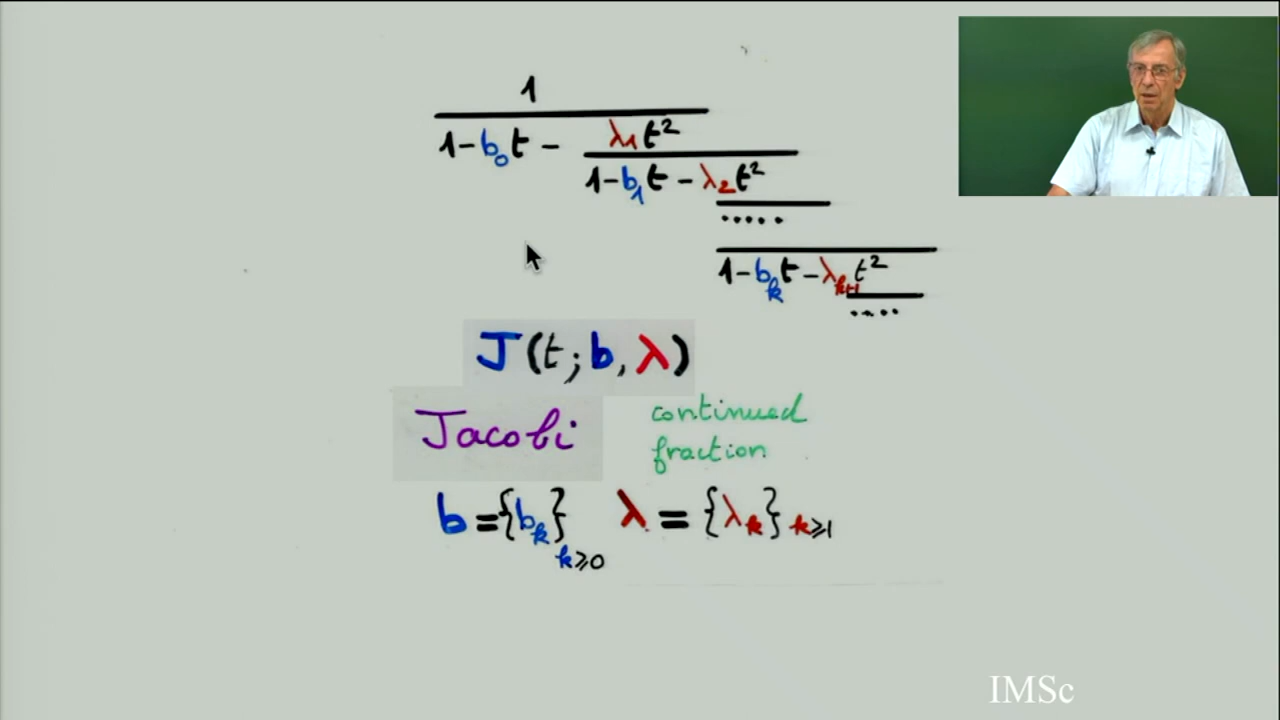 1
1-b₀t - λ₁t²
1-b₁t - λ₂t²
.....
1-bₖt - λₖ₊₁t²
....
J(t; b, λ)
Jacobi continued
fraction
b = {bₖ}ₖ≥0 λ = {λₖ}ₖ≥1
IMSc